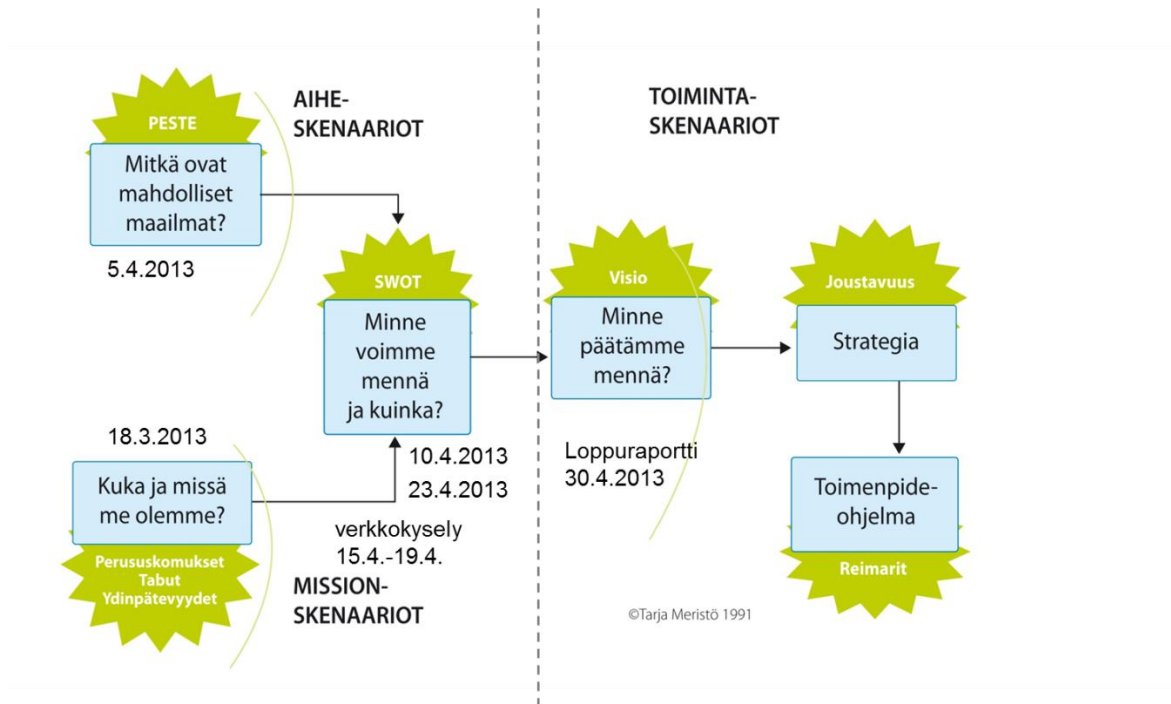 PESTE
Mitkä ovat
mahdolliset
maailmat?
5.4.2013
AIHE-
SKENAARIOT
TOIMINTA-
SKENAARIOT
SWOT
Minne
voimme
mennä
ja kuinka?
Visio
Minne
päätämme
mennä?
Joustavuus
Strategia
18.3.2013
Kuka ja missä
me olemme?
Perususkomukset
Tabut
Ydinpätevyydet
10.4.2013
23.4.2013
verkkokysely
15.4.-19.4.
MISSION-
SKENAARIOT
Loppuraportti
30.4.2013
Toimenpide-
ohjelma
Reimarit
©Tarja Meristö 1991